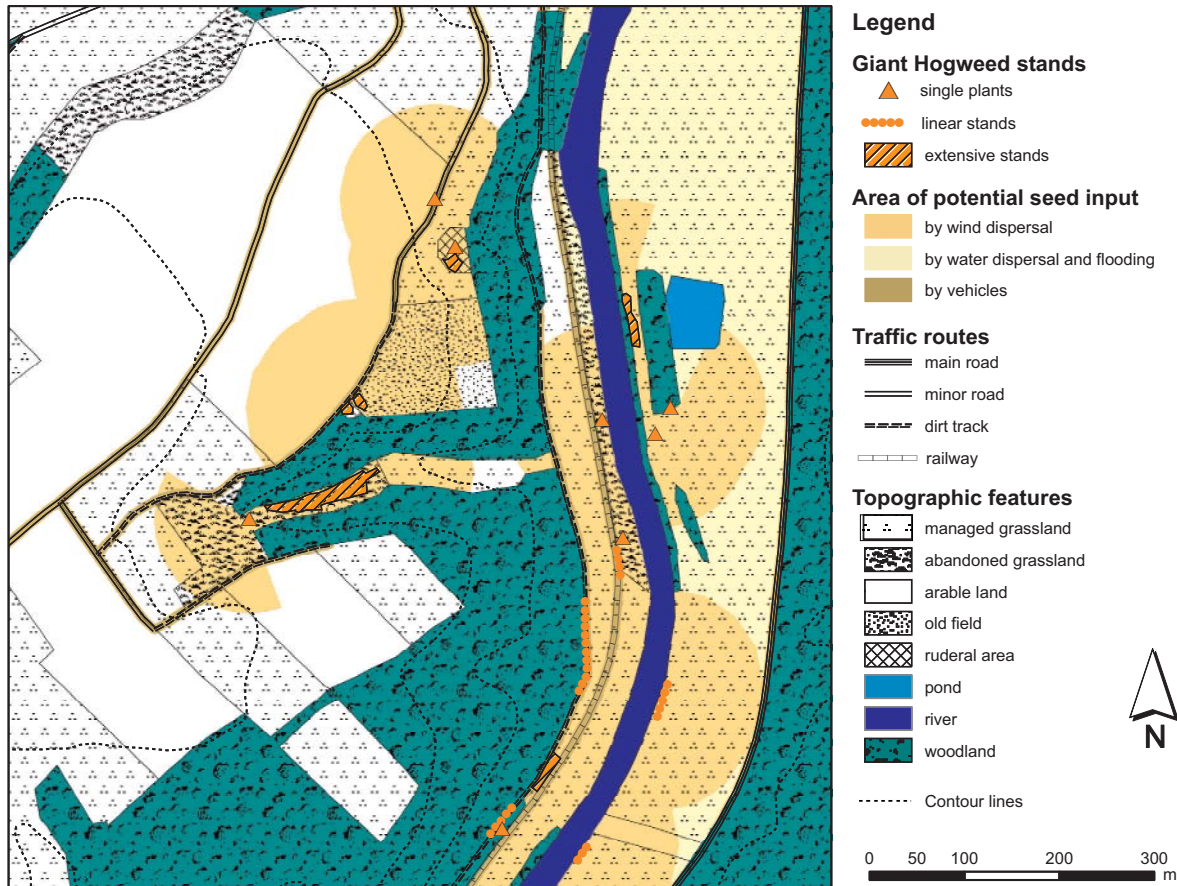 Legend
Giant Hogweed stands
single plants
linear stands
extensive stands
Area of potential seed input
by wind dispersal
by water dispersal and flooding
by vehicles
Traffic routes
main road
minor road
dirt track
railway
Topographic features
managed grassland
abandoned grassland
arable land
old field
ruderal area
pond
river
woodland
Contour lines
N
0 50 100 200 300
m